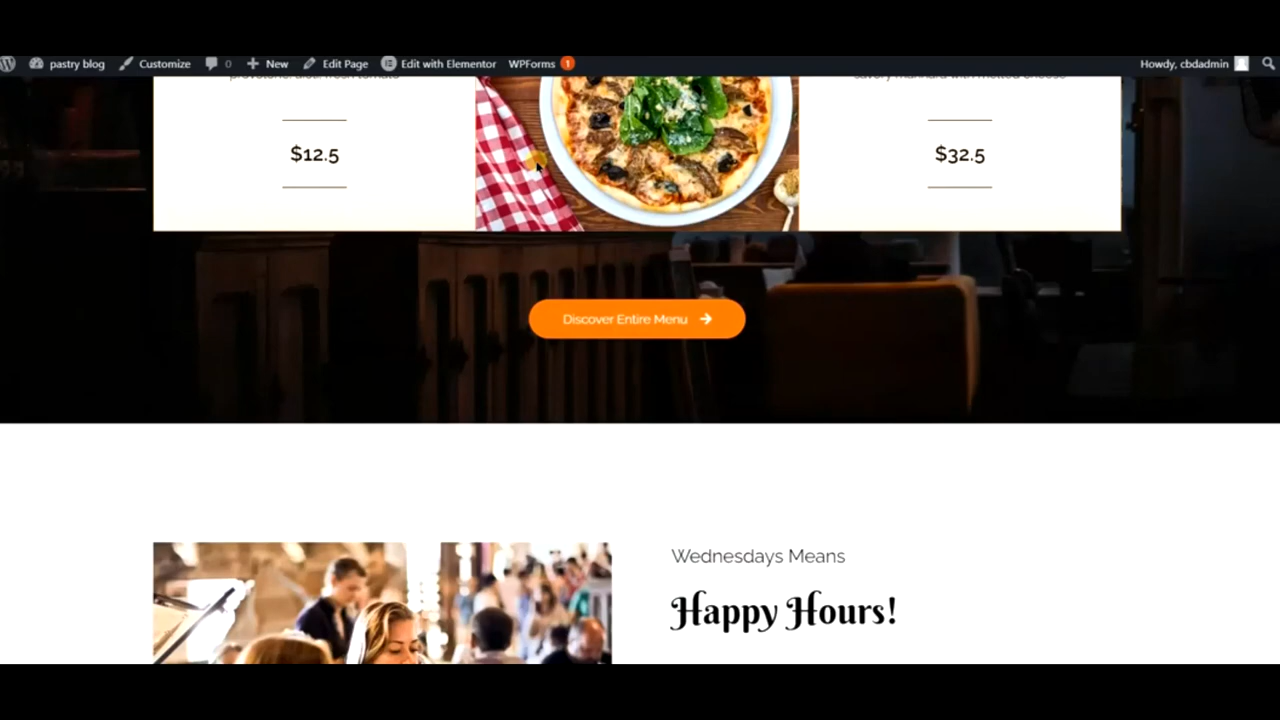 pastry blog Customize 0 New Edit Page Edit with Elementor WPForms 1 Howdy, cbdadmin
$12.5
$32.5
Discover Entire Menu
Wednesdays Means
Happy Hours!